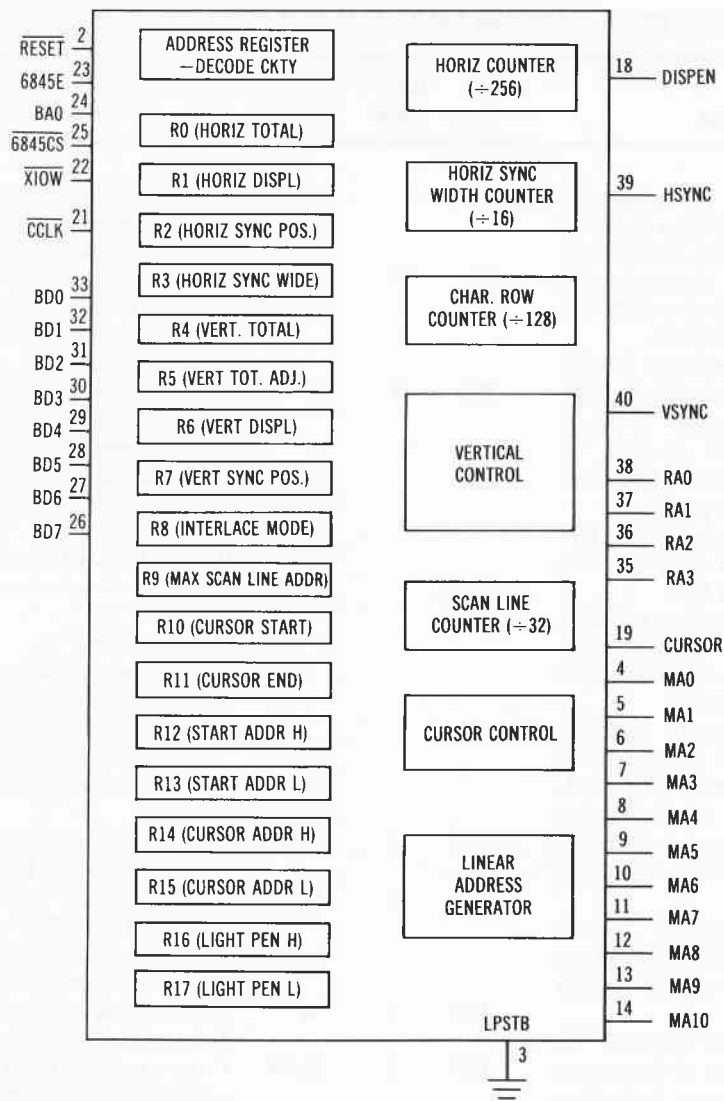 RESET 2
6845E 23
BA0 24
6845CS 25
XIOW 22
CCLK 21
BD0 33
BD1 32
BD2 31
BD3 30
BD4 29
BD5 28
BD6 27
BD7 26
ADDRESS REGISTER
—DECODE CKTY
R0 (HORIZ TOTAL)
R1 (HORIZ DISPL)
R2 (HORIZ SYNC POS.)
R3 (HORIZ SYNC WIDE)
R4 (VERT. TOTAL)
R5 (VERT TOT. ADJ.)
R6 (VERT DISPL)
R7 (VERT SYNC POS.)
R8 (INTERLACE MODE)
R9 (MAX SCAN LINE ADDR)
R10 (CURSOR START)
R11 (CURSOR END)
R12 (START ADDR H)
R13 (START ADDR L)
R14 (CURSOR ADDR H)
R15 (CURSOR ADDR L)
R16 (LIGHT PEN H)
R17 (LIGHT PEN L)
HORIZ COUNTER
(÷256)
HORIZ SYNC
WIDTH COUNTER
(÷16)
CHAR. ROW
COUNTER (÷128)
VERTICAL
CONTROL
SCAN LINE
COUNTER (÷32)
CURSOR CONTROL
LINEAR
ADDRESS
GENERATOR
18 DISPEN
39 HSYNC
40 VSYNC
38 RA0
37 RA1
36 RA2
35 RA3
19 CURSOR
4 MA0
5 MA1
6 MA2
7 MA3
8 MA4
9 MA5
10 MA6
11 MA7
12 MA8
13 MA9
14 MA10
LPSTB
3